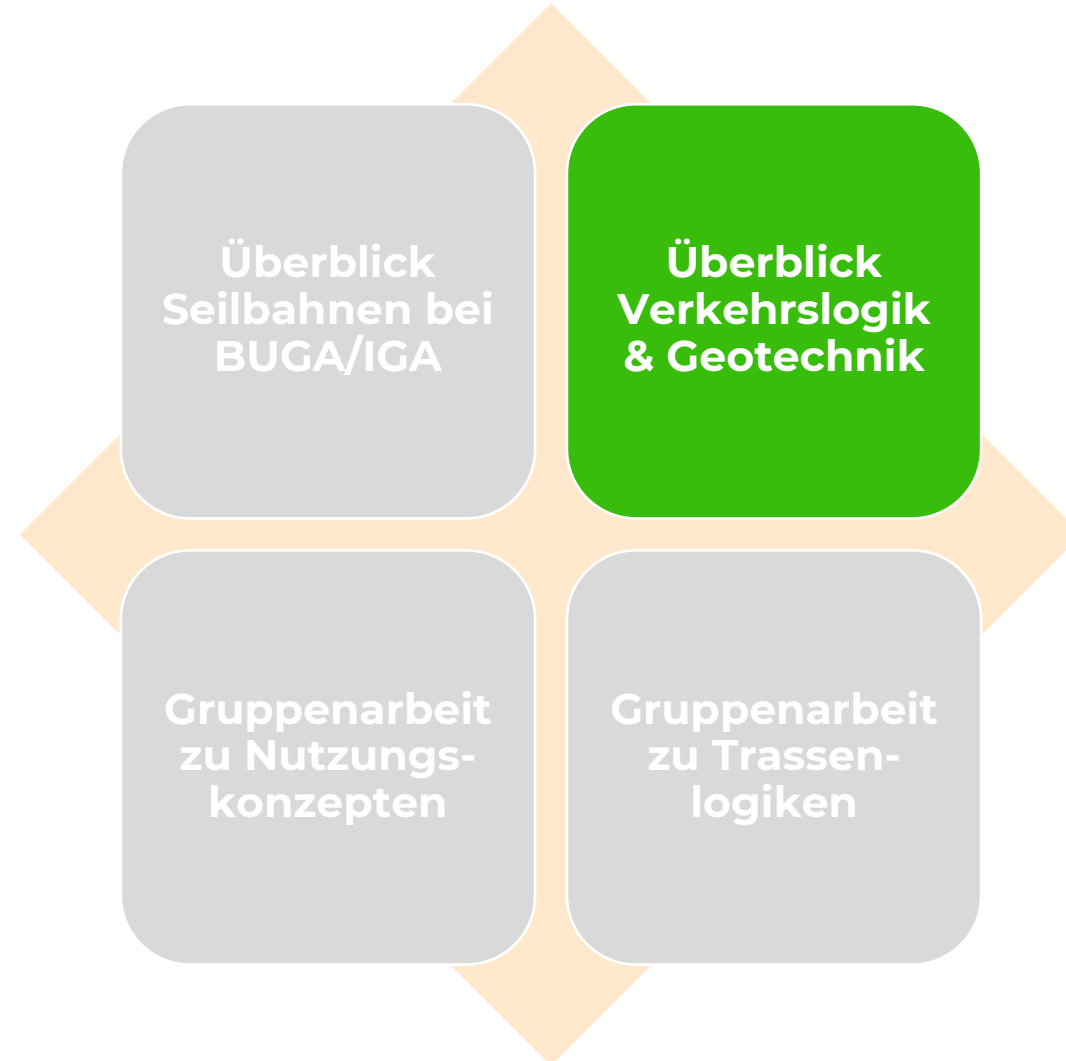 Überblick
Seilbahnen bei
BUGA/IGA
Überblick
Verkehrslogik
& Geotechnik
Gruppenarbeit
zu Nutzungs-
konzepten
Gruppenarbeit
zu Trassen-
logiken